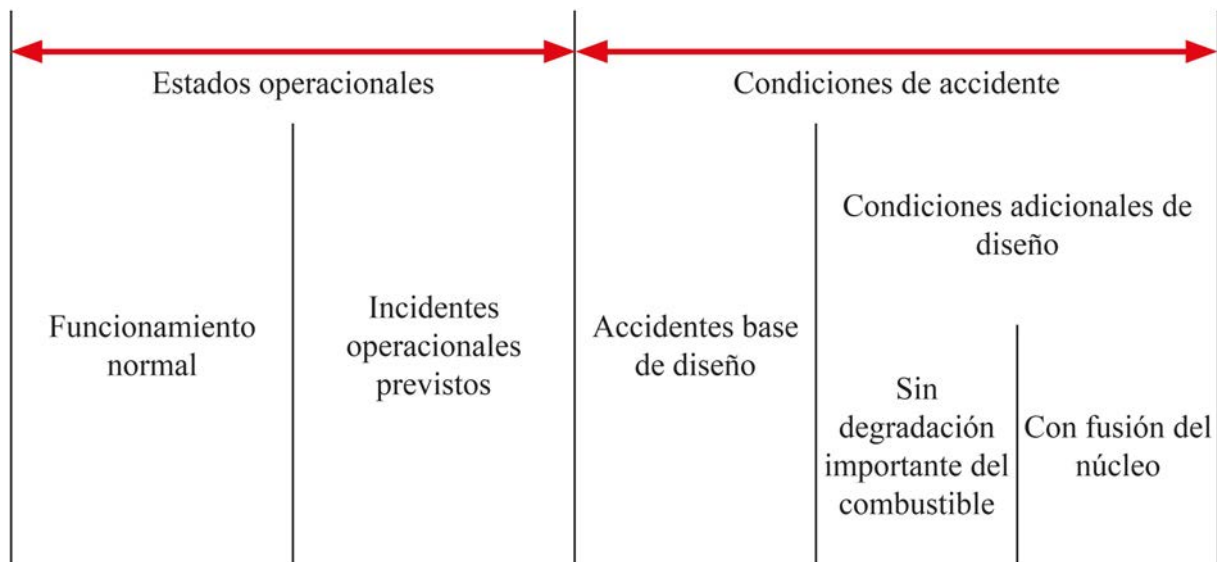 Estados operacionales
Condiciones de accidente
Funcionamiento
normal
Incidentes
operacionales
previstos
Accidentes base
de diseño
Condiciones adicionales de
diseño
Sin
degradación
importante del
combustible
Con fusión del
núcleo